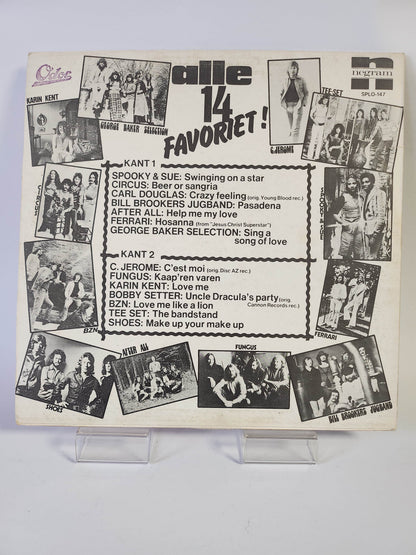 Odor
alle
14
FAVORIET!
negram
SPLD-147
KARIN KENT
GEORGE BAKER SELECTION
C.JEROME
TEE-SET
KANT 1
SPOOKY & SUE: Swinging on a star
CIRCUS: Beer or sangria
CARL DOUGLAS: Crazy feeling (orig. Young Blood rec.)
BILL BROOKERS JUGBAND: Pasadena
AFTER ALL: Help me my love
FERRARI: Hosanna (from "Jesus Christ Superstar")
GEORGE BAKER SELECTION: Sing a
song of love
KANT 2
C. JEROME: C'est moi (orig. Disc AZ rec.)
FUNGUS: Kaap'ren varen
KARIN KENT: Love me
BOBBY SETTER: Uncle Dracula's party (orig.
Cannon Records rec.)
BZN: Love me like a lion
TEE SET: The bandstand
SHOES: Make up your make up
CIRCUS
BZN
FERRARI
SHOES
AFTER ALL
FUNGUS
BILL BROOKERS JUGBAND